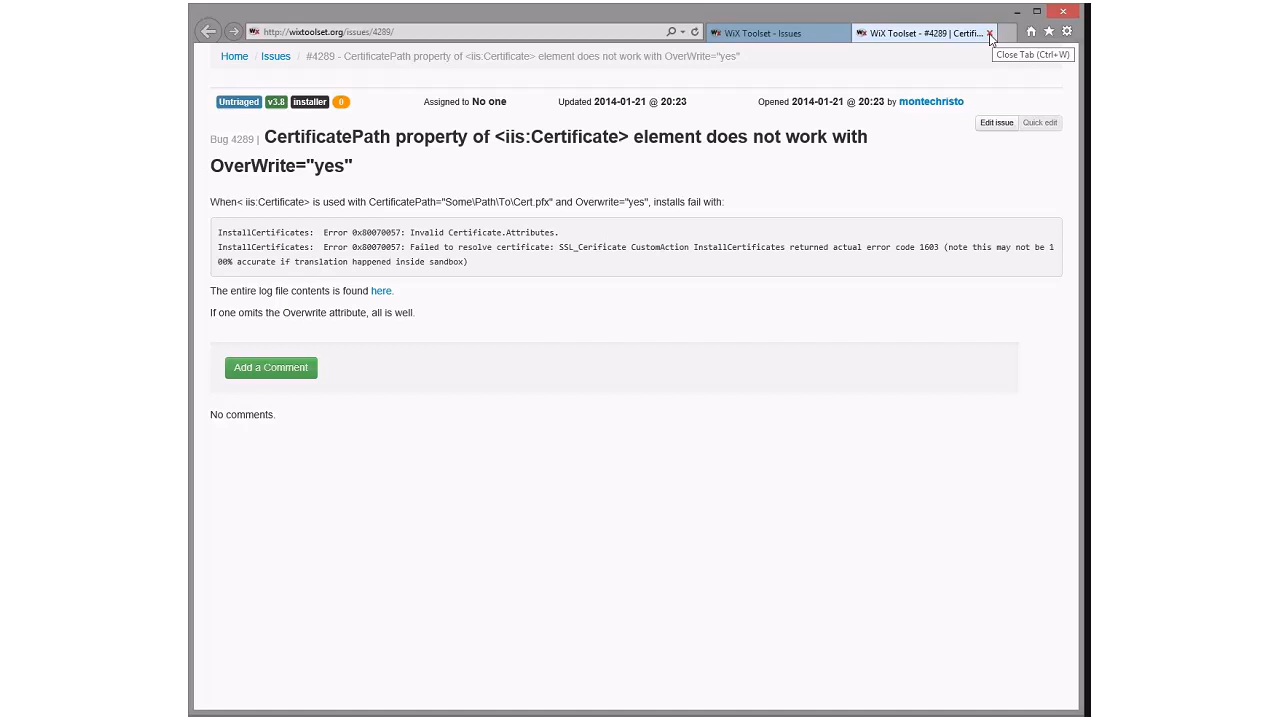 http://wixtoolset.org/issues/4289/
WiX Toolset - Issues
WiX Toolset - #4289 | Certifi...
Close Tab (Ctrl+W)
Home / Issues / #4289 - CertificatePath property of <iis:Certificate> element does not work with OverWrite="yes"
Untriaged v3.8 installer 0
Assigned to No one
Updated 2014-01-21 @ 20:23
Opened 2014-01-21 @ 20:23 by montechristo
Edit issue Quick edit
Bug 4289 | CertificatePath property of <iis:Certificate> element does not work with
OverWrite="yes"
When< iis:Certificate> is used with CertificatePath="Some\Path\To\Cert.pfx" and Overwrite="yes", installs fail with:
InstallCertificates: Error 0x80070057: Invalid Certificate.Attributes.
InstallCertificates: Error 0x80070057: Failed to resolve certificate: SSL_Cerificate CustomAction InstallCertificates returned actual error code 1603 (note this may not be 1
00% accurate if translation happened inside sandbox)
The entire log file contents is found here.
If one omits the Overwrite attribute, all is well.
Add a Comment
No comments.